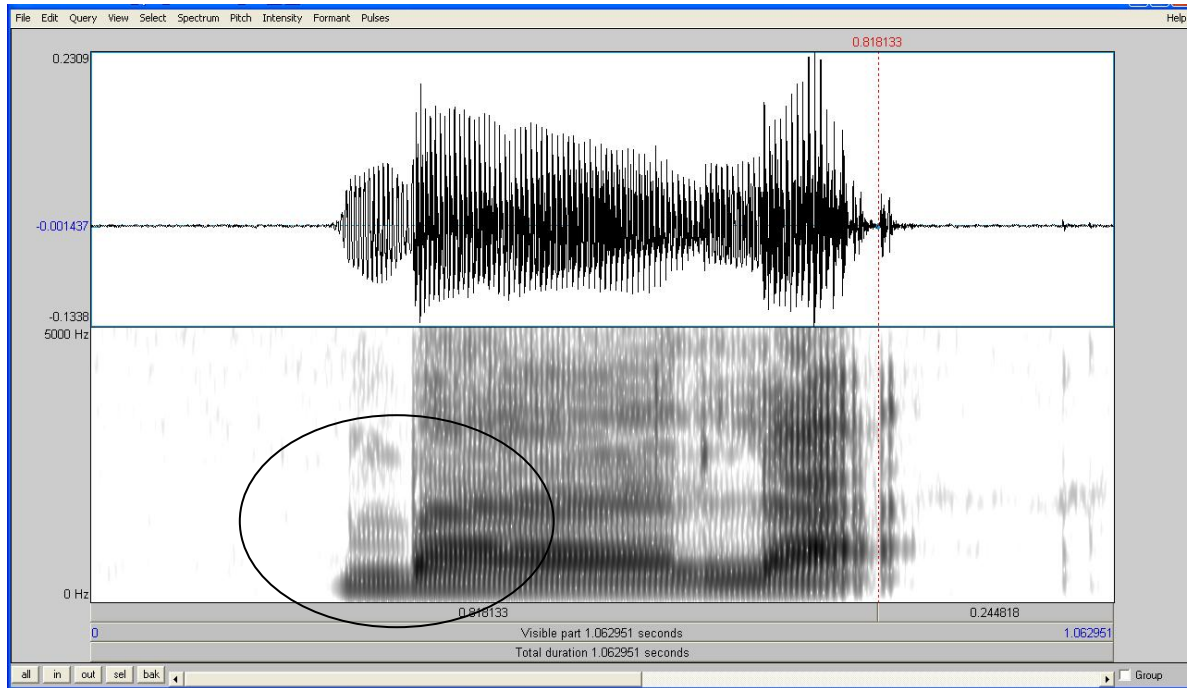 File Edit Query View Select Spectrum Pitch Intensity Formant Pulses Help
0.818133
0.2309
-0.001437
-0.1338
5000 Hz
0 Hz
0.818133 0.244818
0 Visible part 1.062951 seconds 1.062951
Total duration 1.062951 seconds
all in out sel bak Group